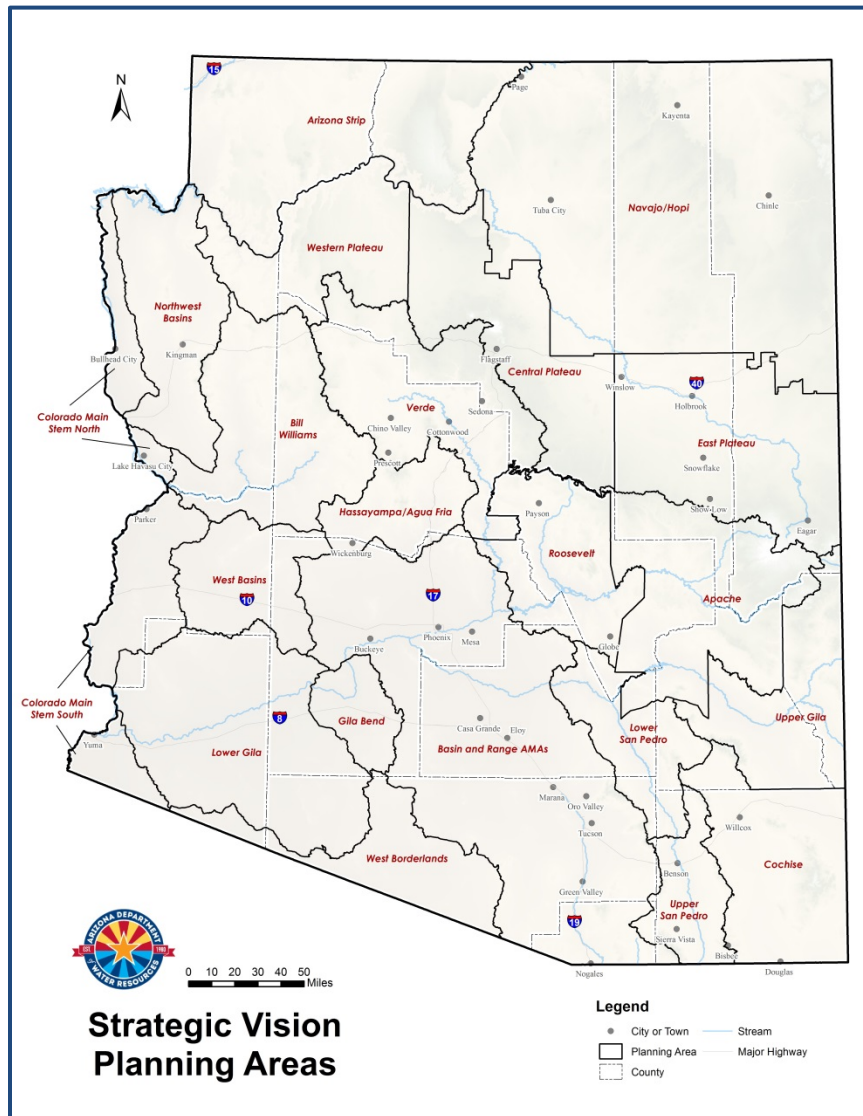 15
N
Page
Kayenta
Arizona Strip
Tuba City
Navajo/Hopi
Chinle
Western Plateau
Northwest
Basins
Kingman
Bullhead City
Flagstaff
Central Plateau
Winslow
40
Holbrook
Colorado Main
Stem North
Bill
Williams
Verde
Sedona
Chino Valley
Cottonwood
East Plateau
Prescott
Snowflake
Lake Havasu City
Show Low
Parker
Hassayampa/Agua Fria
Payson
Eagar
Wickenburg
Roosevelt
West Basins
10
17
Apache
Phoenix
Mesa
Buckeye
Globe
Colorado Main
Stem South
8
Gila Bend
Casa Grande
Eloy
Lower
San Pedro
Upper Gila
Yuma
Lower Gila
Basin and Range AMAs
Marana
Oro Valley
Tucson
Willcox
West Borderlands
Benson
Cochise
Green Valley
Upper
San Pedro
19
Sierra Vista
Bisbee
Nogales
Douglas
ARIZONA DEPARTMENT
EST. 1980
of WATER RESOURCES
0 10 20 30 40 50
Miles
Strategic Vision
Planning Areas
Legend
City or Town
Stream
Planning Area
Major Highway
County